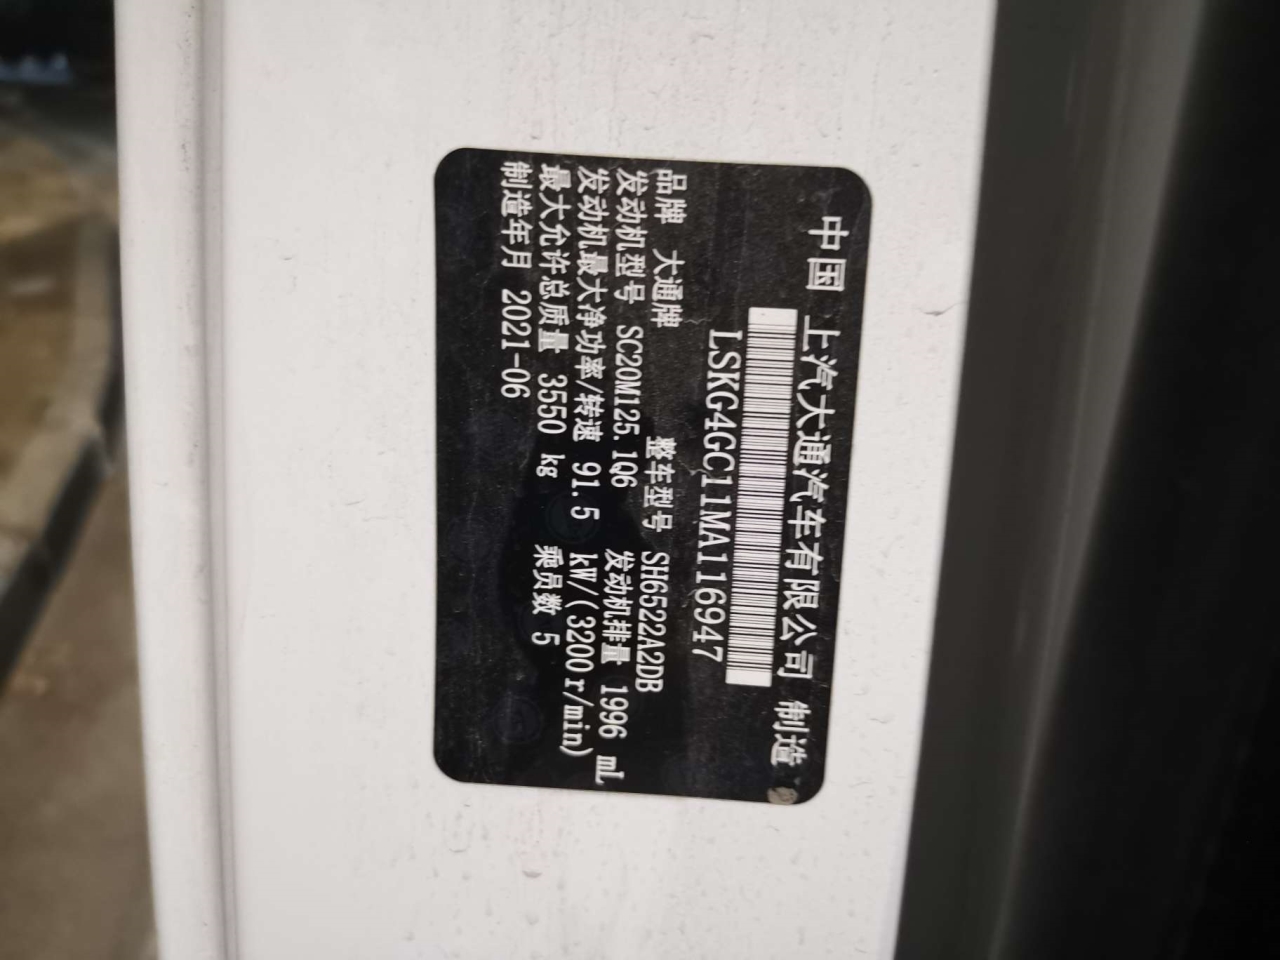 中国 上汽大通汽车有限公司 制造
LSKG4GC11MA116947
品牌 大通牌 整车型号 SH6522A2DB
发动机型号 SC20M125.1Q6 发动机排量 1996 mL
发动机最大净功率/转速 91.5 kW/(3200r/min)
最大允许总质量 3550 kg 乘员数 5
制造年月 2021-06